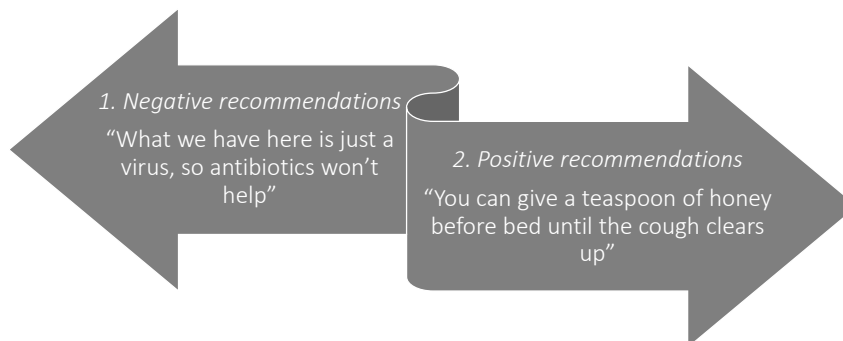 1. Negative recommendations
“What we have here is just a
virus, so antibiotics won’t
help”
2. Positive recommendations
“You can give a teaspoon of honey
before bed until the cough clears
up”